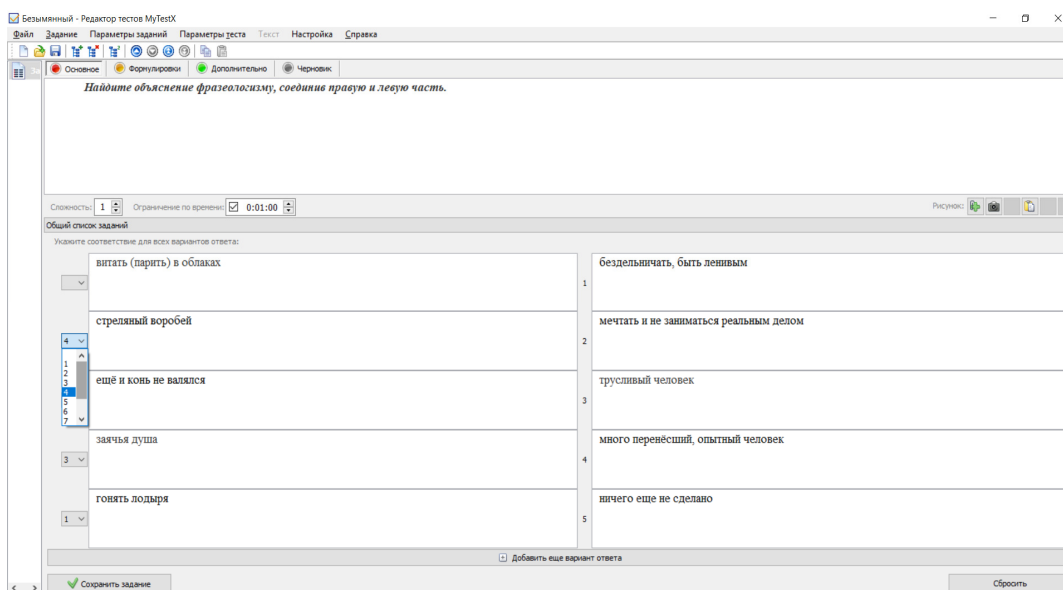 Безымянный - Редактор тестов MyTestX
Файл Задание Параметры заданий Параметры теста Текст Настройка Справка
Основное Формулировки Дополнительно Черновик
Найдите объяснение фразеологизму, соединив правую и левую часть.
Сложность: 1 Ограничение по времени: 0:01:00 Рисунок:
Общий список заданий
Укажите соответствие для всех вариантов ответа:
витать (парить) в облаках 1 бездельничать, быть ленивым
4 стреляный воробей 2 мечтать и не заниматься реальным делом
1
2
3
4
5
6
7
ещё и конь не валялся 3 трусливый человек
3 заячья душа 4 много перенёсший, опытный человек
1 гонять лодыря 5 ничего еще не сделано
Добавить еще вариант ответа
Сохранить задание Сбросить